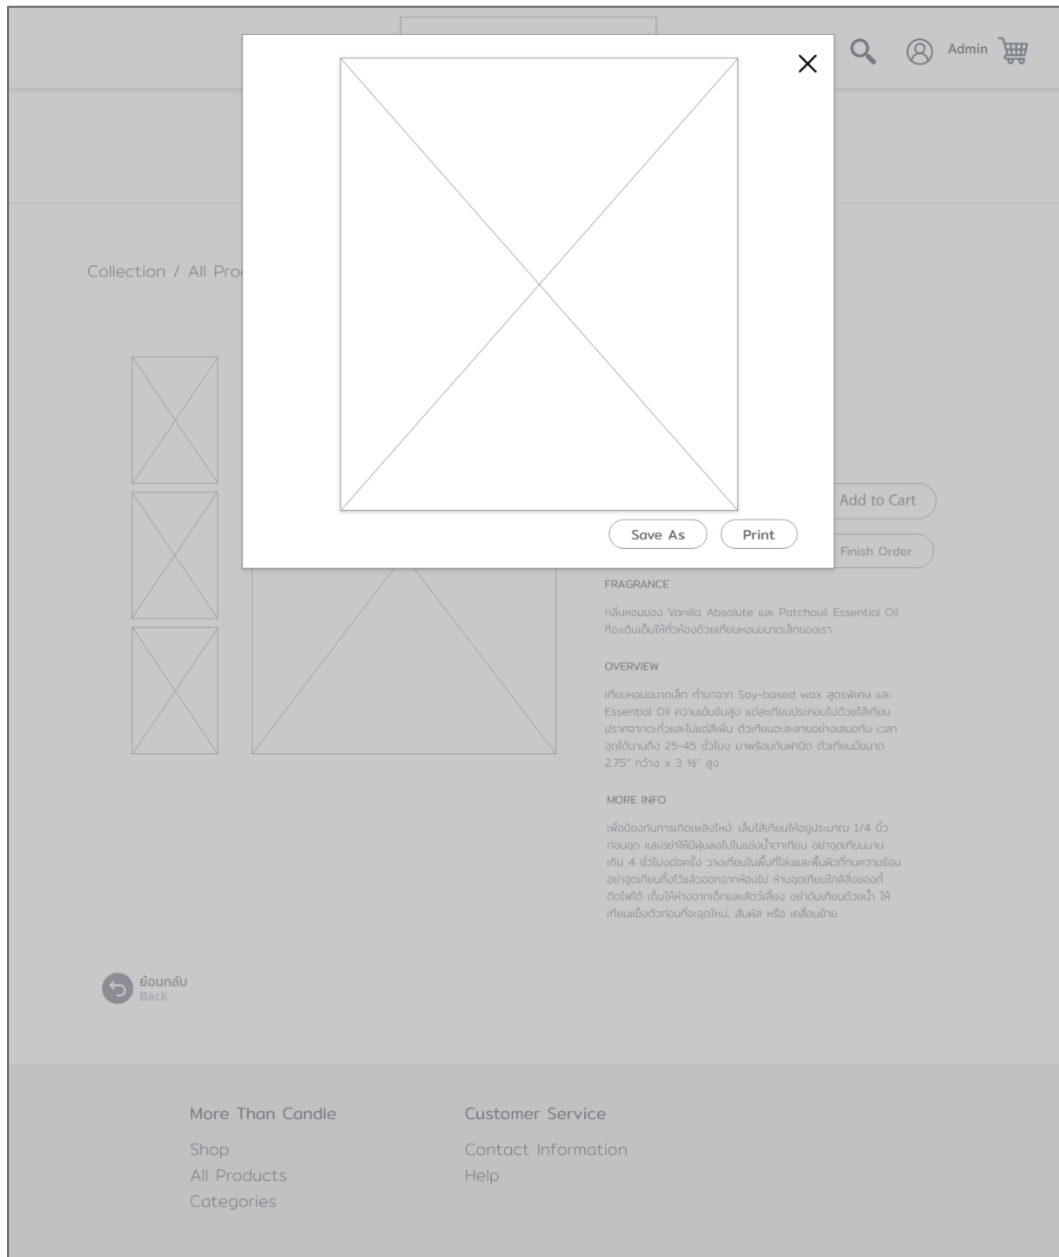 Admin
Collection / All Pro
Save As
Print
Add to Cart
Finish Order
FRAGRANCE
กลิ่นหอมของ Vanilla Absolute และ Patchouli Essential Oil
ที่จะเติมเต็มให้ทั่วห้องด้วยเทียนหอมขนาดเล็กของเรา
OVERVIEW
เทียนหอมขนาดเล็ก ทำมาจาก Soy-based wax สูตรพิเศษ และ
Essential Oil ความเข้มข้นสูง แต่ละเทียนประกอบไปด้วยไส้เทียน
ปราศจากตะกั่วและไม่แต่สีเพิ่ม ตัวเทียนจะละลายอย่างเสมอกัน เวลา
จุดได้นานถึง 25-45 ชั่วโมง มาพร้อมกับฝาปิด ตัวเทียนมีขนาด
2.75” กว้าง x 3 ½” สูง
MORE INFO
เพื่อป้องกันการเกิดเพลิงไหม้: เล็มไส้เทียนให้อยู่ประมาณ 1/4 นิ้ว
ก่อนจุด และอย่าให้มีฝุ่นลงไปในแอ่งน้ำตาเทียน อย่าจุดเทียนนาน
เกิน 4 ชั่วโมงต่อครั้ง วางเทียนในพื้นที่โล่งและพื้นผิวที่ทนความร้อน
อย่าจุดเทียนทิ้งไว้แล้วออกจากห้องไป ห้ามจุดเทียนใกล้สิ่งของที่
ติดไฟได้ เก็บให้ห่างจากเด็กและสัตว์เลี้ยง อย่าดับเทียนด้วยน้ำ ให้
เทียนแข็งตัวก่อนที่จะจุดใหม่, สัมผัส หรือ เคลื่อนย้าย
ย้อนกลับ
Back
More Than Candle
Shop
All Products
Categories
Customer Service
Contact Information
Help